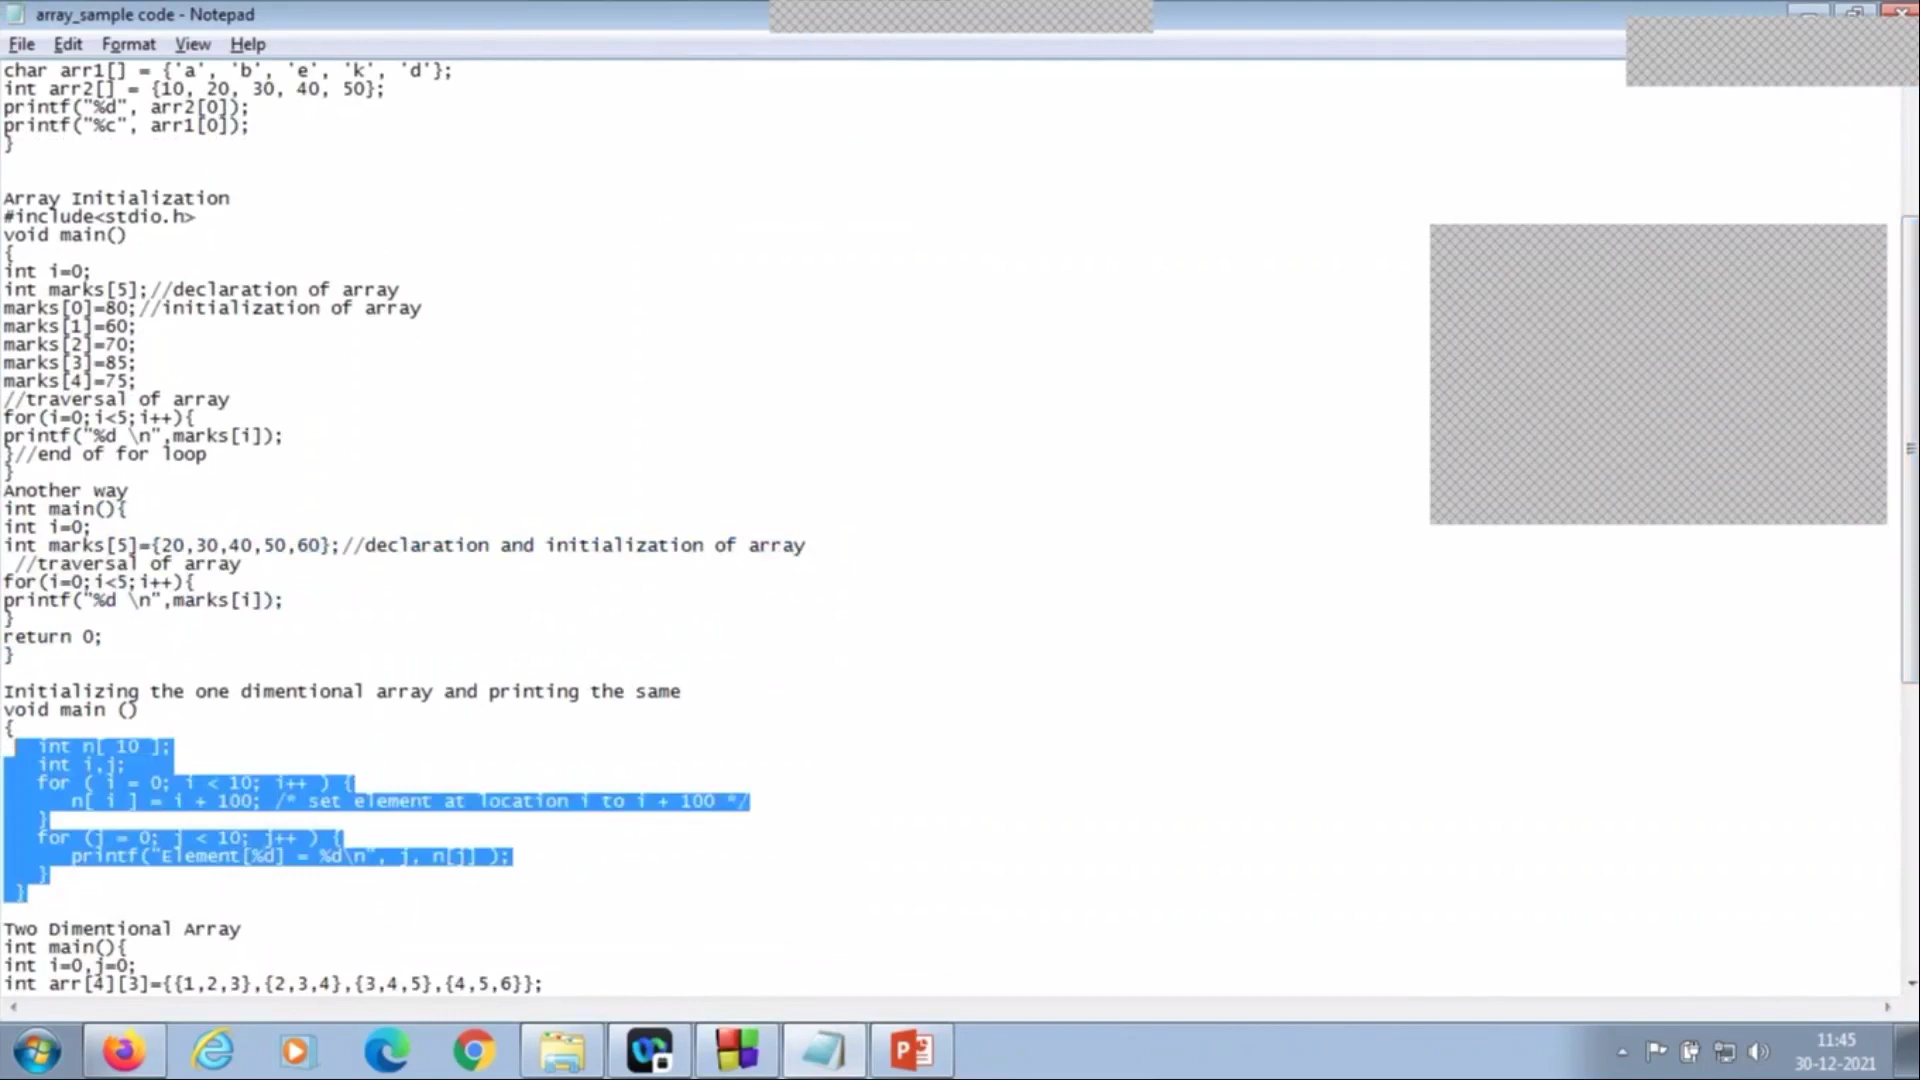 array_sample code - Notepad
File Edit Format View Help
char arr1[] = {'a', 'b', 'e', 'k', 'd'};
int arr2[] = {10, 20, 30, 40, 50};
printf("%d", arr2[0]);
printf("%c", arr1[0]);
}
Array Initialization
#include<stdio.h>
void main()
{
int i=0;
int marks[5];//declaration of array
marks[0]=80;//initialization of array
marks[1]=60;
marks[2]=70;
marks[3]=85;
marks[4]=75;
//traversal of array
for(i=0;i<5;i++){
printf("%d \n",marks[i]);
}//end of for loop
}
Another way
int main(){
int i=0;
int marks[5]={20,30,40,50,60};//declaration and initialization of array
//traversal of array
for(i=0;i<5;i++){
printf("%d \n",marks[i]);
}
return 0;
}
Initializing the one dimentional array and printing the same
void main ()
{
int n[ 10 ];
int i,j;
for ( i = 0; i < 10; i++ ) {
n[ i ] = i + 100; /* set element at location i to i + 100 */
}
for (j = 0; j < 10; j++ ) {
printf("Element[%d] = %d\n", j, n[j] );
}
}
Two Dimentional Array
int main(){
int i=0,j=0;
int arr[4][3]={{1,2,3},{2,3,4},{3,4,5},{4,5,6}};
11:45
30-12-2021